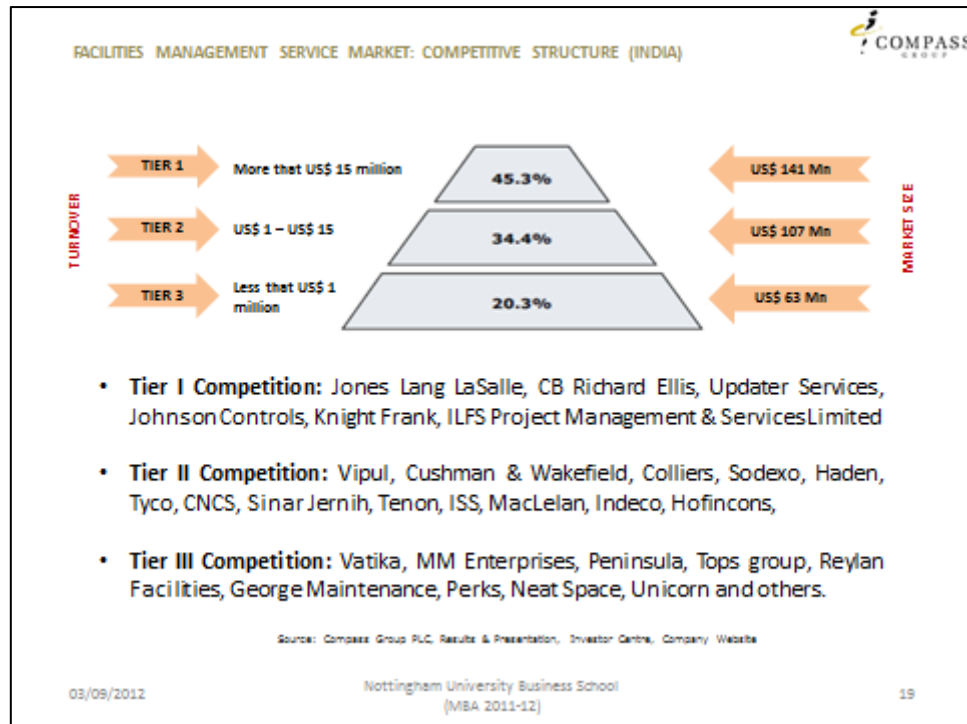 FACILITIES MANAGEMENT SERVICE MARKET: COMPETITIVE STRUCTURE (INDIA)
COMPASS
GROUP
TURNOVER
TIER 1
More that US$ 15 million
45.3%
US$ 141 Mn
TIER 2
US$ 1 – US$ 15
34.4%
US$ 107 Mn
TIER 3
Less that US$ 1
million
20.3%
US$ 63 Mn
MARKET SIZE
• Tier I Competition: Jones Lang LaSalle, CB Richard Ellis, Updater Services,
Johnson Controls, Knight Frank, ILFS Project Management & Services Limited
• Tier II Competition: Vipul, Cushman & Wakefield, Colliers, Sodexo, Haden,
Tyco, CNCS, Sinar Jernih, Tenon, ISS, MacLelan, Indeco, Hofincons,
• Tier III Competition: Vatika, MM Enterprises, Peninsula, Tops group, Reylan
Facilities, George Maintenance, Perks, Neat Space, Unicorn and others.
Source: Compass Group PLC, Results & Presentation, Investor Centre, Company Website
03/09/2012
Nottingham University Business School
(MBA 2011-12)
19